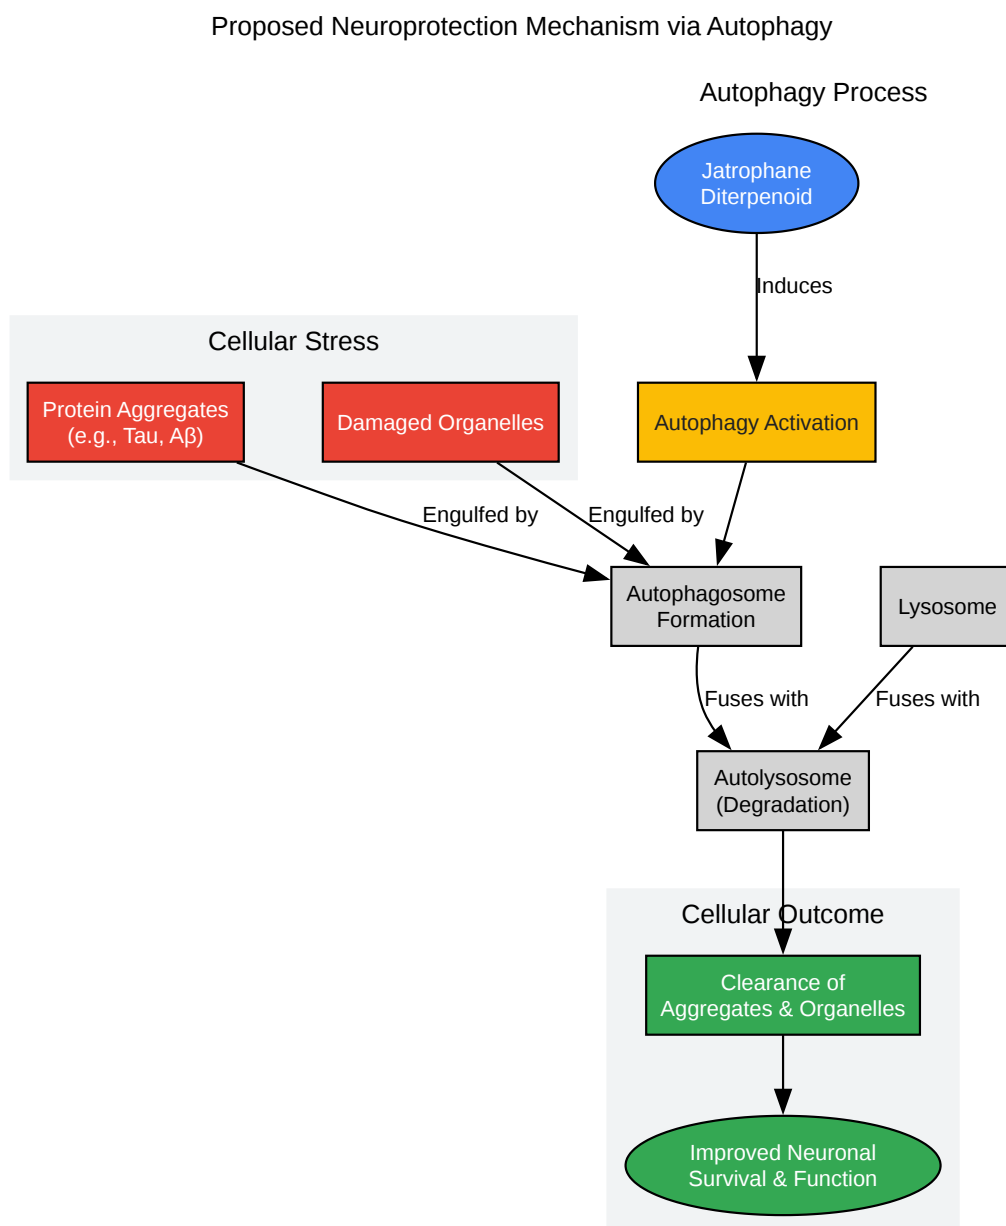 Proposed Neuroprotection Mechanism via Autophagy
Autophagy Process
Jatrophane
Diterpenoid
Induces
Cellular Stress
Protein Aggregates
(e.g., Tau, Aβ)
Damaged Organelles
Autophagy Activation
Engulfed by
Engulfed by
Autophagosome
Formation
Lysosome
Fuses with
Fuses with
Autolysosome
(Degradation)
Cellular Outcome
Clearance of
Aggregates & Organelles
Improved Neuronal
Survival & Function